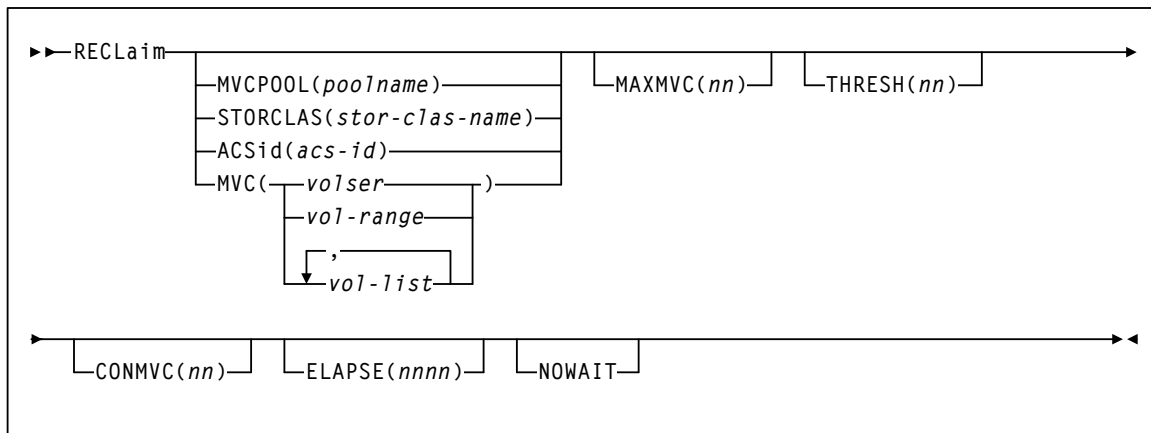 RECLaim
MVCPOOL(poolname)
STORCLAS(stor-clas-name)
ACSid(acs-id)
MVC( volser )
vol-range
,
vol-list
MAXMVC(nn)
THRESH(nn)
CONMVC(nn)
ELAPSE(nnnn)
NOWAIT